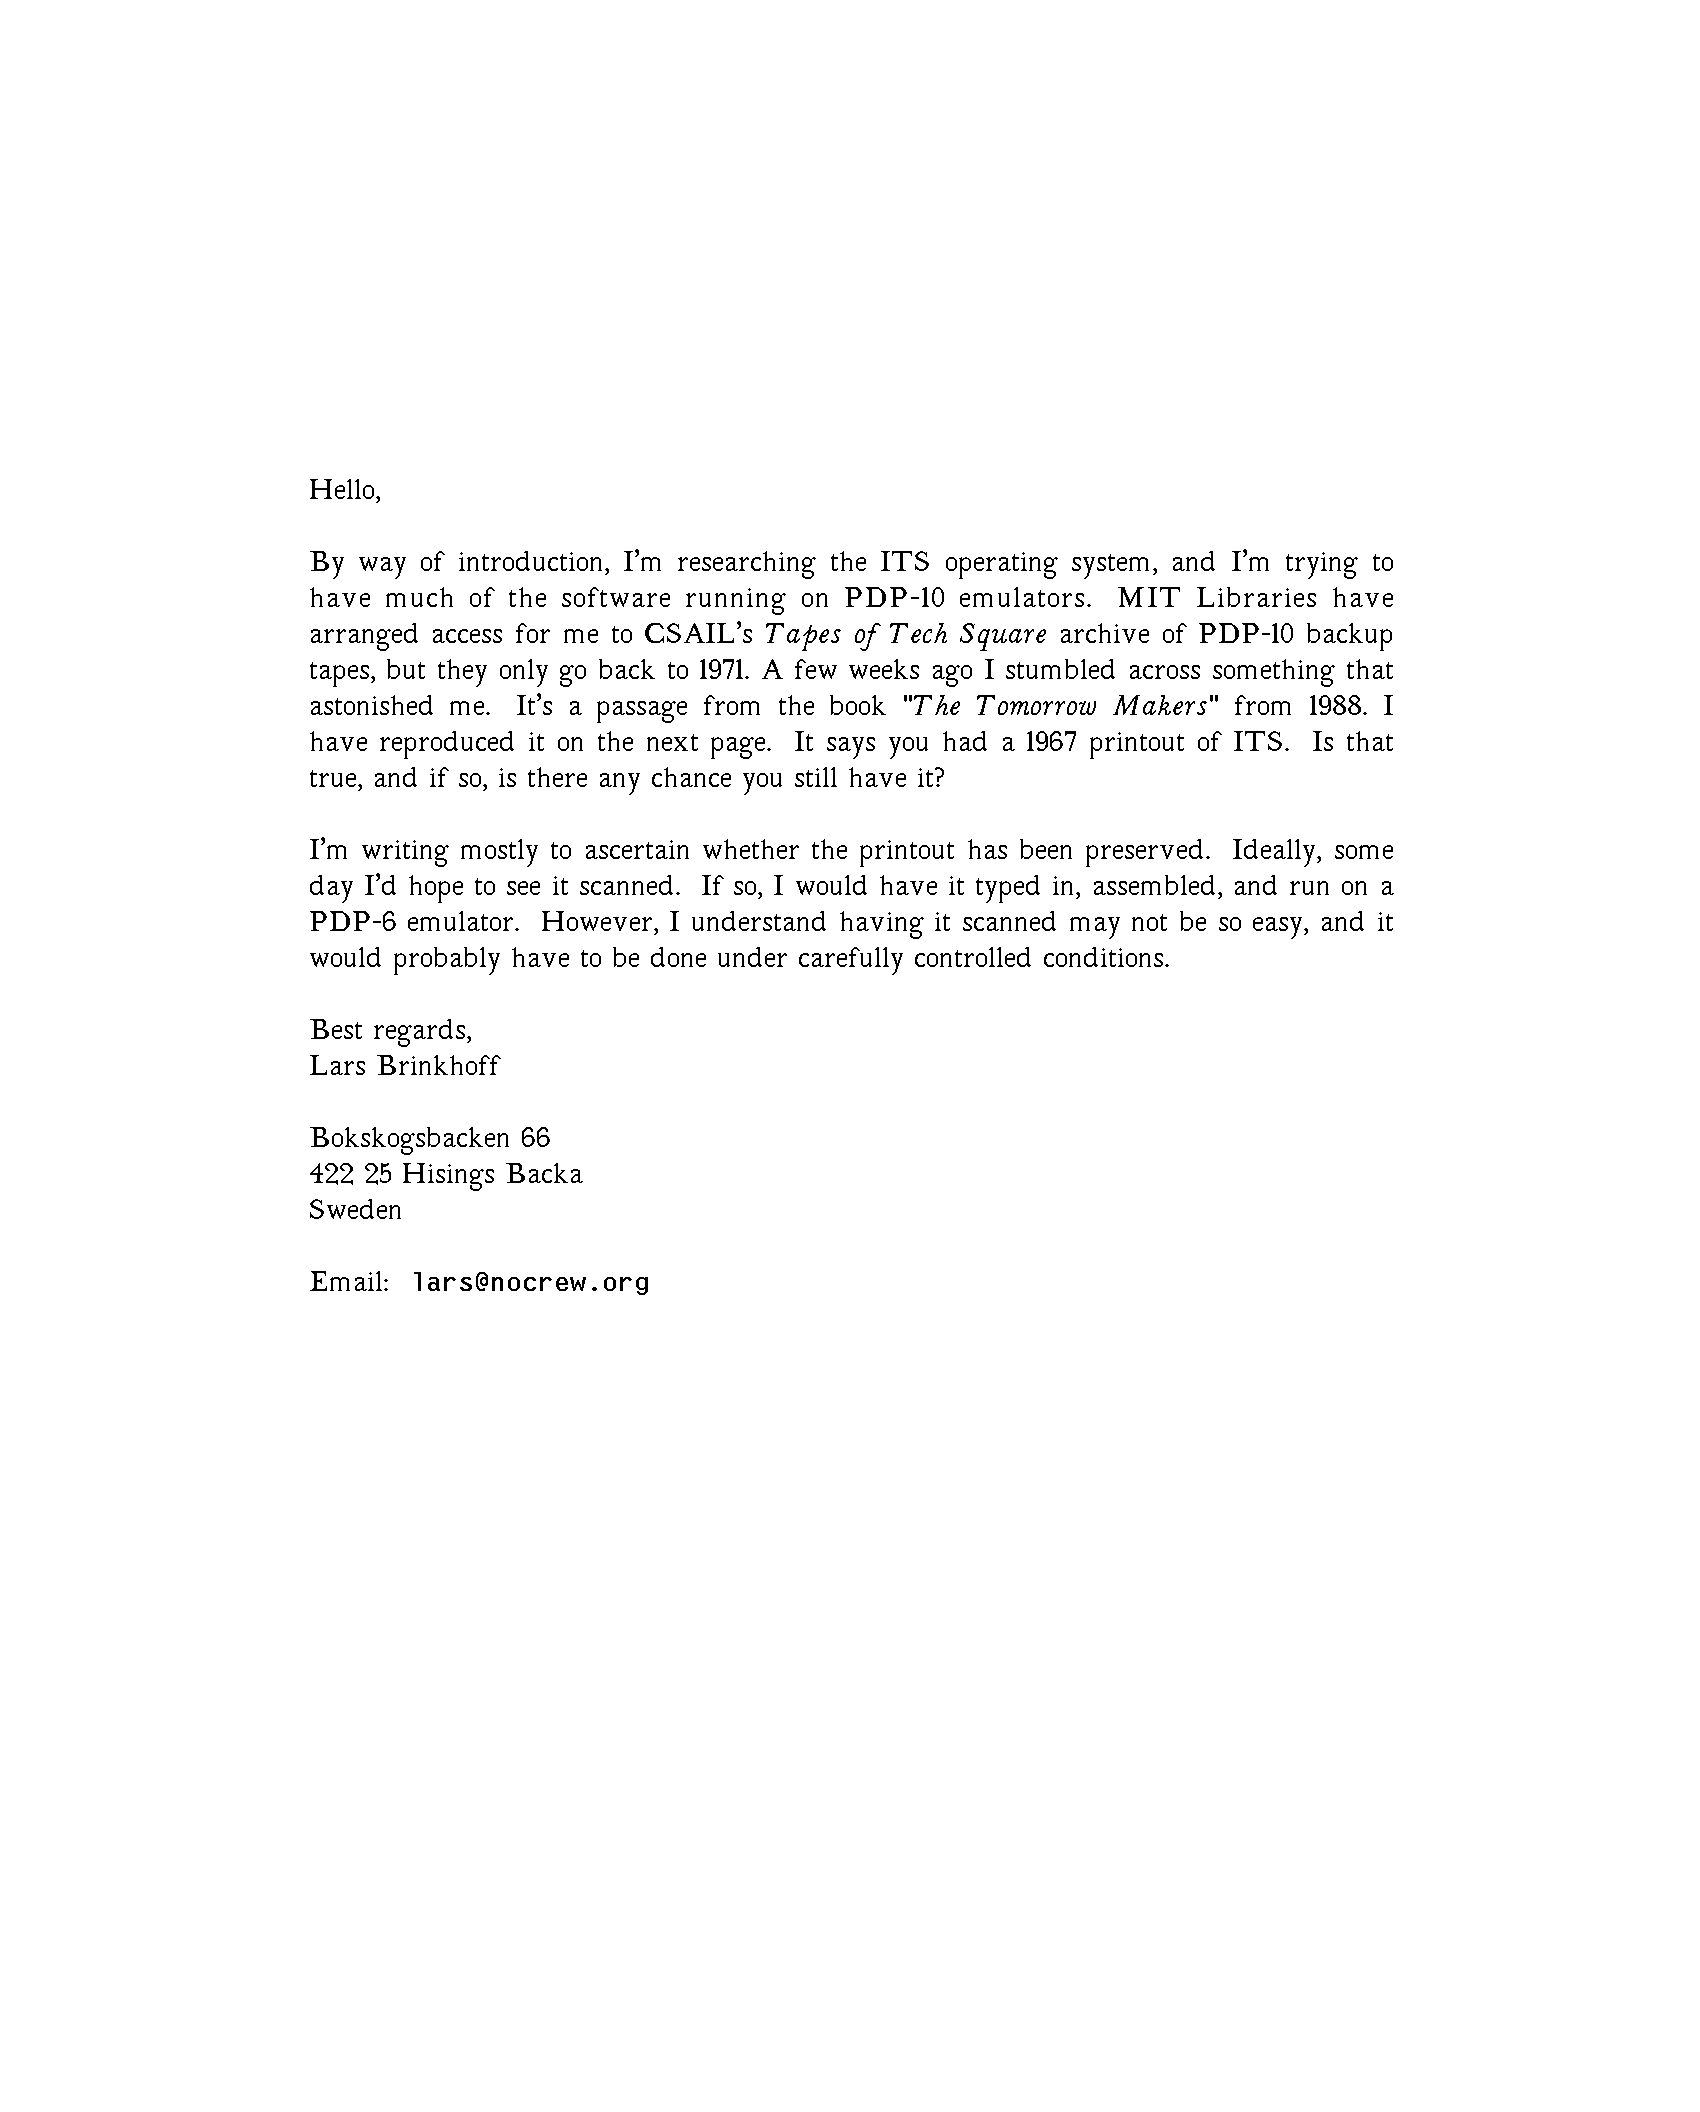 Hello,
By way of introduction, I'm researching the ITS operating system, and I'm trying to
have much of the software running on PDP-10 emulators. MIT Libraries have
arranged access for me to CSAIL's Tapes of Tech Square archive of PDP-10 backup
tapes, but they only go back to 1971. A few weeks ago I stumbled across something that
astonished me. It's a passage from the book "The Tomorrow Makers" from 1988. I
have reproduced it on the next page. It says you had a 1967 printout of ITS. Is that
true, and if so, is there any chance you still have it?
I'm writing mostly to ascertain whether the printout has been preserved. Ideally, some
day I'd hope to see it scanned. If so, I would have it typed in, assembled, and run on a
PDP-6 emulator. However, I understand having it scanned may not be so easy, and it
would probably have to be done under carefully controlled conditions.
Best regards,
Lars Brinkhoff
Bokskogsbacken 66
422 25 Hisings Backa
Sweden
Email: lars@nocrew.org